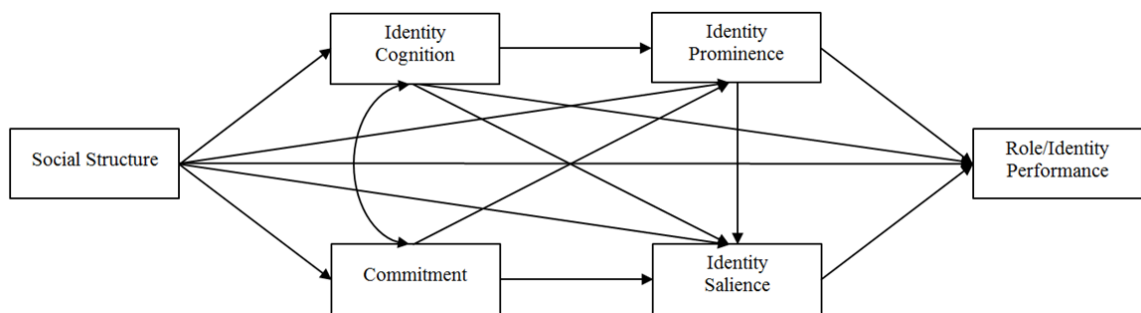 Identity
Cognition
Identity
Prominence
Social Structure
Role/Identity
Performance
Commitment
Identity
Salience